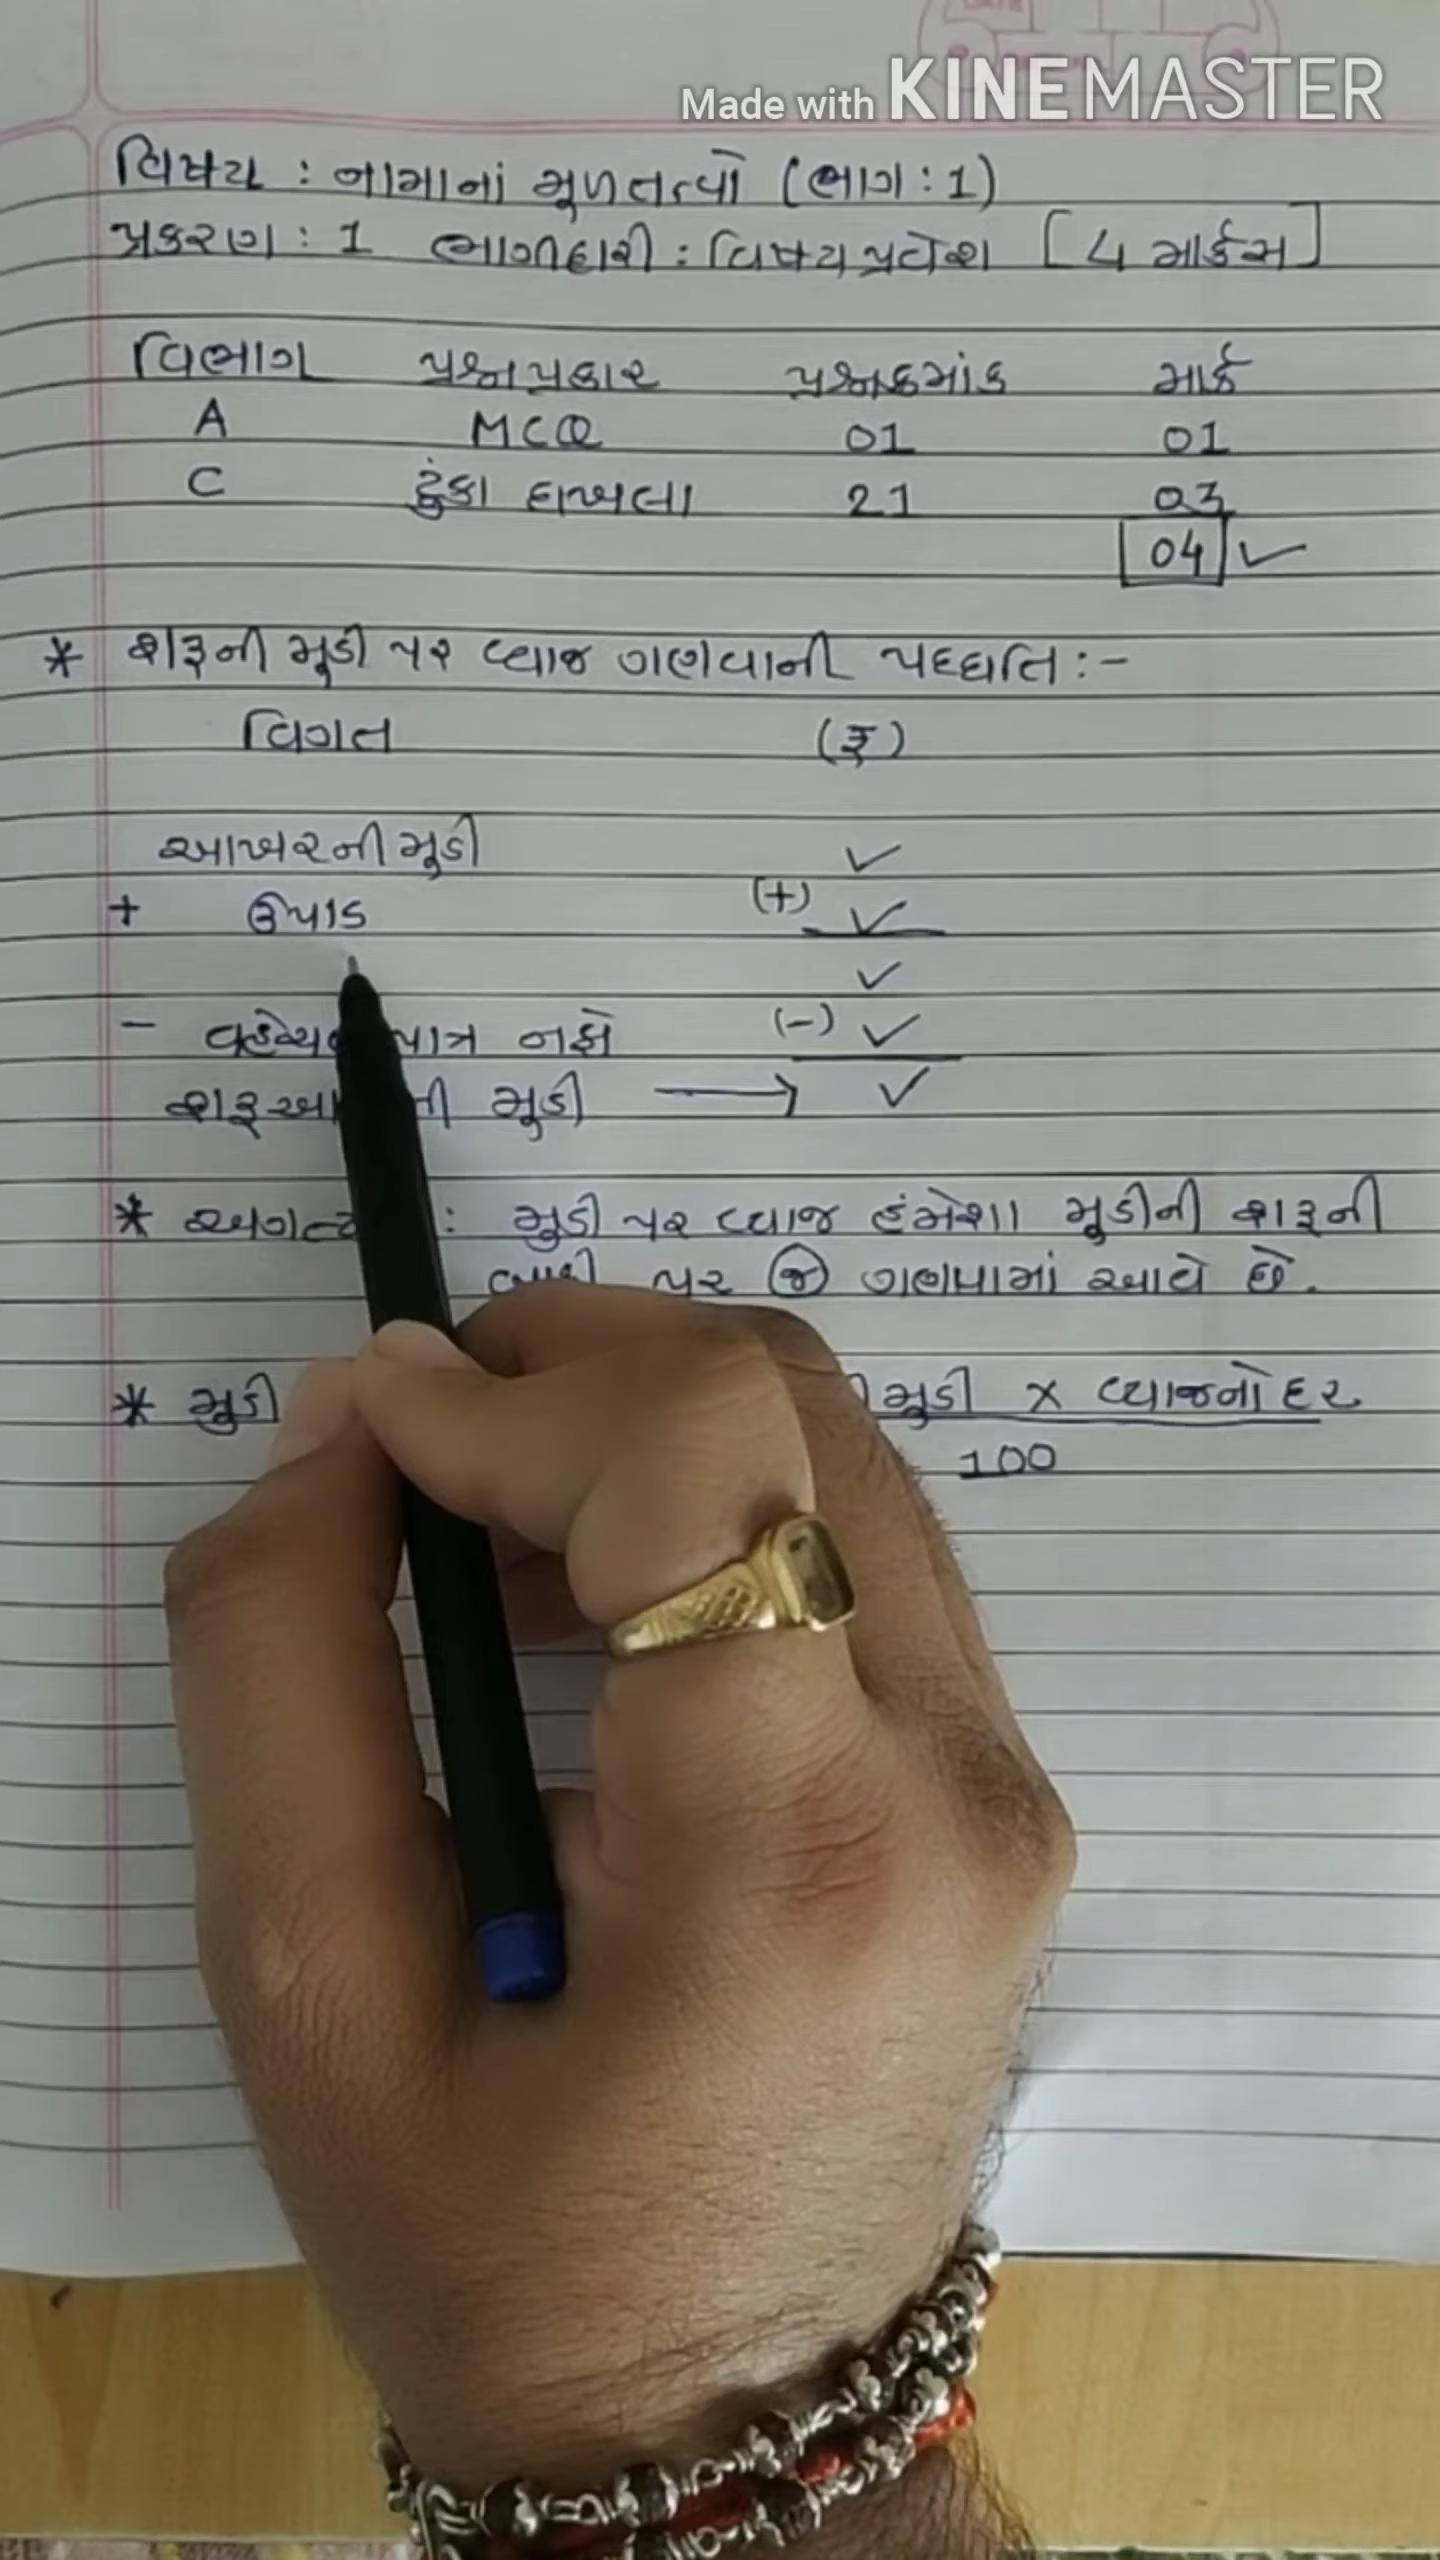 Made with KINEMASTER
વિષય : નામાનાં મૂળતત્વો (ભાગ : 1)
પ્રકરણ : 1 ભાગીદારી : વિષયપ્રવેશ [4 માર્કસ]
વિભાગ પ્રશ્નપ્રકાર પ્રશ્નક્રમાંક માર્ક
A MCQ 01 01
C ટુંકા દાખલા 21 03
04
* શરૂની મૂડી પર વ્યાજ ગણવાની પધ્ધતિ :-
વિગત (₹)
આખરની મૂડી
+ ઉપાડ (+)
- પાત્ર નફો (-)
મુડી
* : મુડી પર વ્યાજ હંમેશા મૂડીની શરૂની
પર જ ગણવામાં આવે છે.
* મુડી મુડી x વ્યાજનો દર
100